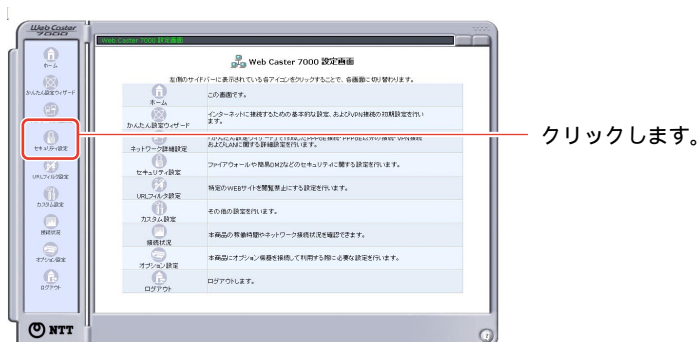 Web Caster
7000
Web Caster 7000 設定画面
Web Caster 7000 設定画面
左側のサイドバーに表示されている各アイコンをクリックすることで、各画面に切り替わります。
ホーム
かんたん設定ウィザード
セキュリティ設定
URLフィルタ設定
カスタム設定
接続状況
オプション設定
ログアウト
ホーム
この画面です。
かんたん設定ウィザード
インターネットに接続するための基本的な設定、およびVPN接続の初期設定を行い
ます。
ネットワーク詳細設定
およびLANに関する詳細設定を行います。
セキュリティ設定
ファイアウォールや簡易DMZなどのセキュリティに関する設定を行います。
URLフィルタ設定
特定のWEBサイトを閲覧禁止にする設定を行います。
カスタム設定
その他の設定を行います。
接続状況
本商品の稼働時間やネットワーク接続状況を確認できます。
オプション設定
本商品にオプション機器を接続して利用する際に必要な設定を行います。
ログアウト
ログアウトします。
クリックします。
NTT